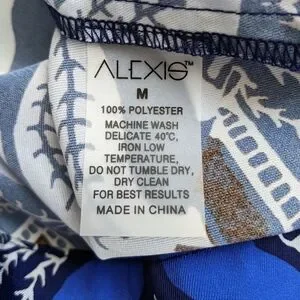 ALEXIS™
M
100% POLYESTER
MACHINE WASH
DELICATE 40°C,
IRON LOW
TEMPERATURE,
DO NOT TUMBLE DRY,
DRY CLEAN
FOR BEST RESULTS
MADE IN CHINA